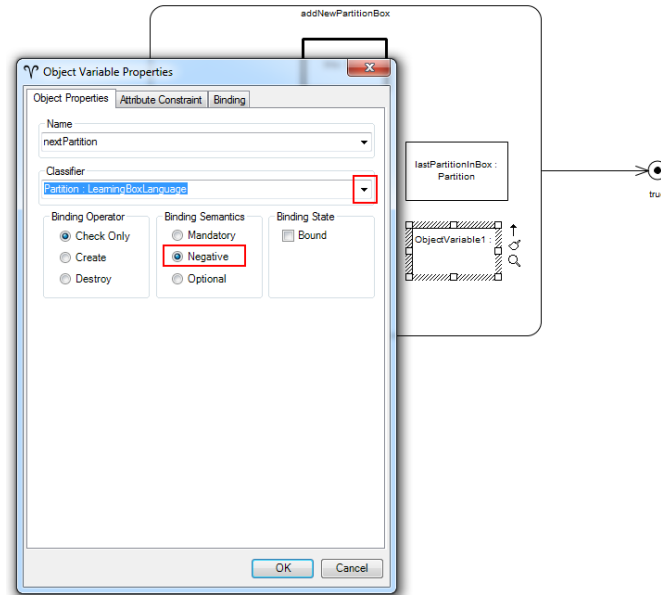 addNewPartitionBox
Object Variable Properties
Object Properties
Attribute Constraint
Binding
Name
nextPartition
Classifier
Partition : LearningBoxLanguage
Binding Operator
Check Only
Create
Destroy
Binding Semantics
Mandatory
Negative
Optional
Binding State
Bound
OK
Cancel
lastPartitionInBox :
Partition
ObjectVariable1 :
true